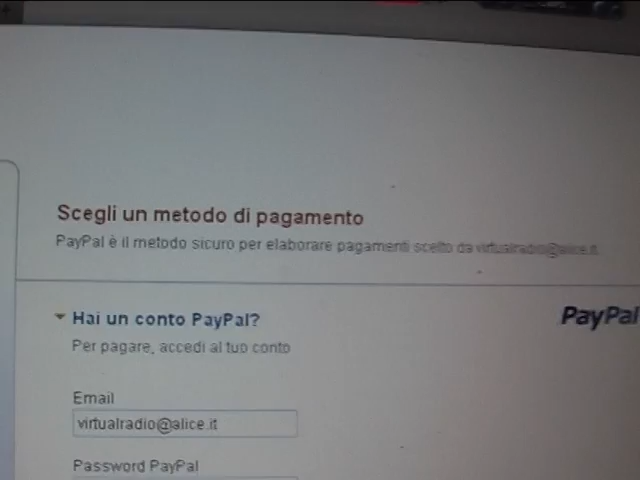 Scegli un metodo di pagamento
PayPal è il metodo sicuro per elaborare pagamenti scelto da virtualradio@alice.it.
Hai un conto PayPal?
PayPal
Per pagare, accedi al tuo conto
Email
virtualradio@alice.it
Password PayPal